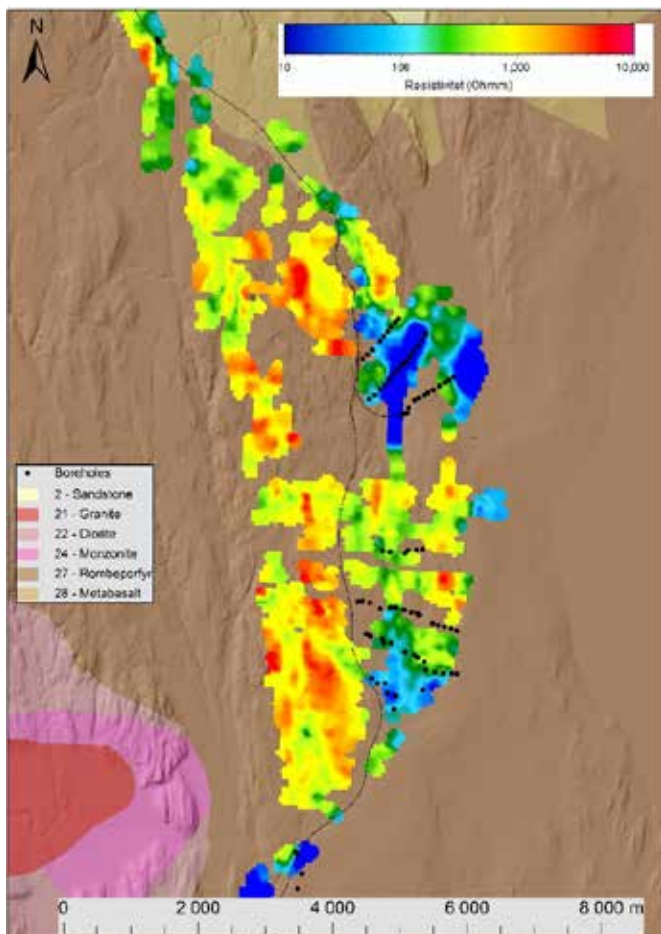 N
10 100 1,000 10,000
Resistivitet (Ohmm)
Boreholes
2 - Sandstone
21 - Granite
22 - Diorite
24 - Monzonite
27 - Rombeporfyr
28 - Metabasalt
0 2 000 4 000 6 000 8 000 m